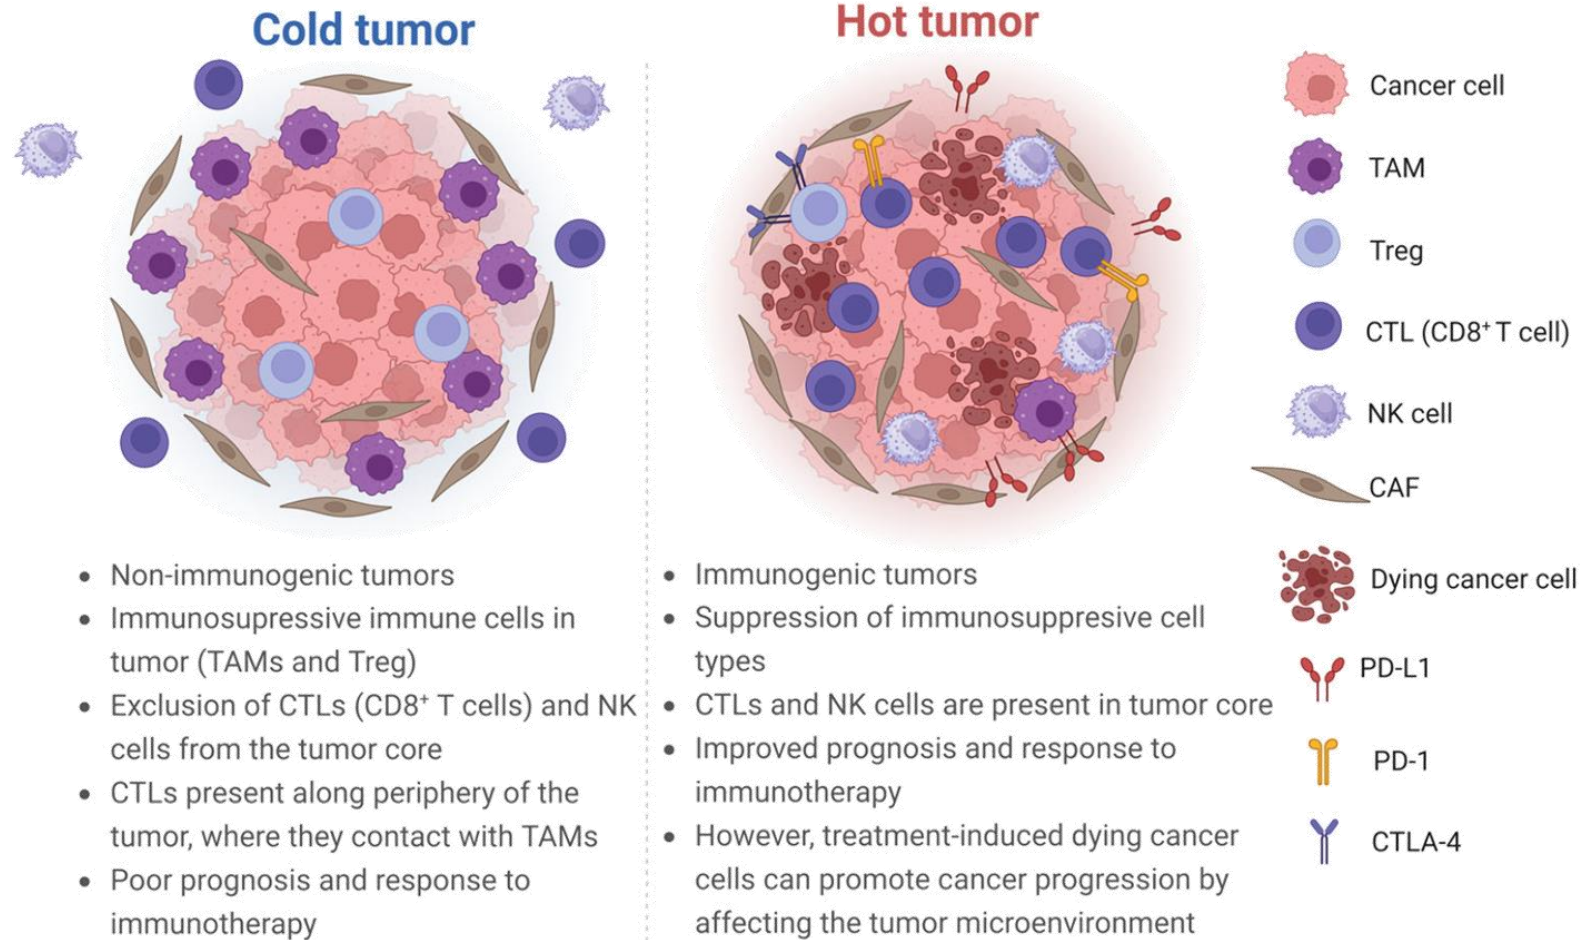 Cold tumor
Hot tumor
• Non-immunogenic tumors
• Immunosupressive immune cells in
tumor (TAMs and Treg)
• Exclusion of CTLs (CD8⁺ T cells) and NK
cells from the tumor core
• CTLs present along periphery of the
tumor, where they contact with TAMs
• Poor prognosis and response to
immunotherapy
• Immunogenic tumors
• Suppression of immunosuppresive cell
types
• CTLs and NK cells are present in tumor core
• Improved prognosis and response to
immunotherapy
• However, treatment-induced dying cancer
cells can promote cancer progression by
affecting the tumor microenvironment
Cancer cell
TAM
Treg
CTL (CD8⁺ T cell)
NK cell
CAF
Dying cancer cell
PD-L1
PD-1
CTLA-4